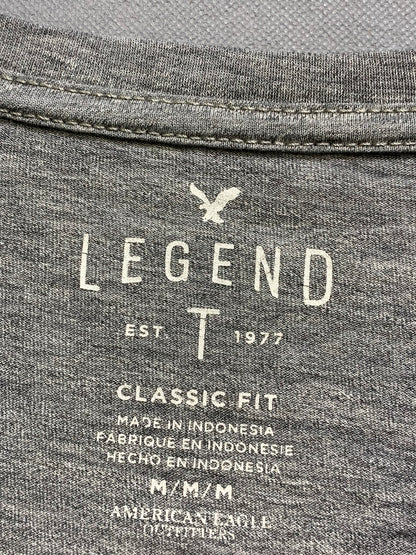 LEGEND
EST. T 1977
CLASSIC FIT
MADE IN INDONESIA
FABRIQUE EN INDONESIE
HECHO EN INDONESIA
M/M/M
AMERICAN EAGLE
OUTFITTERS